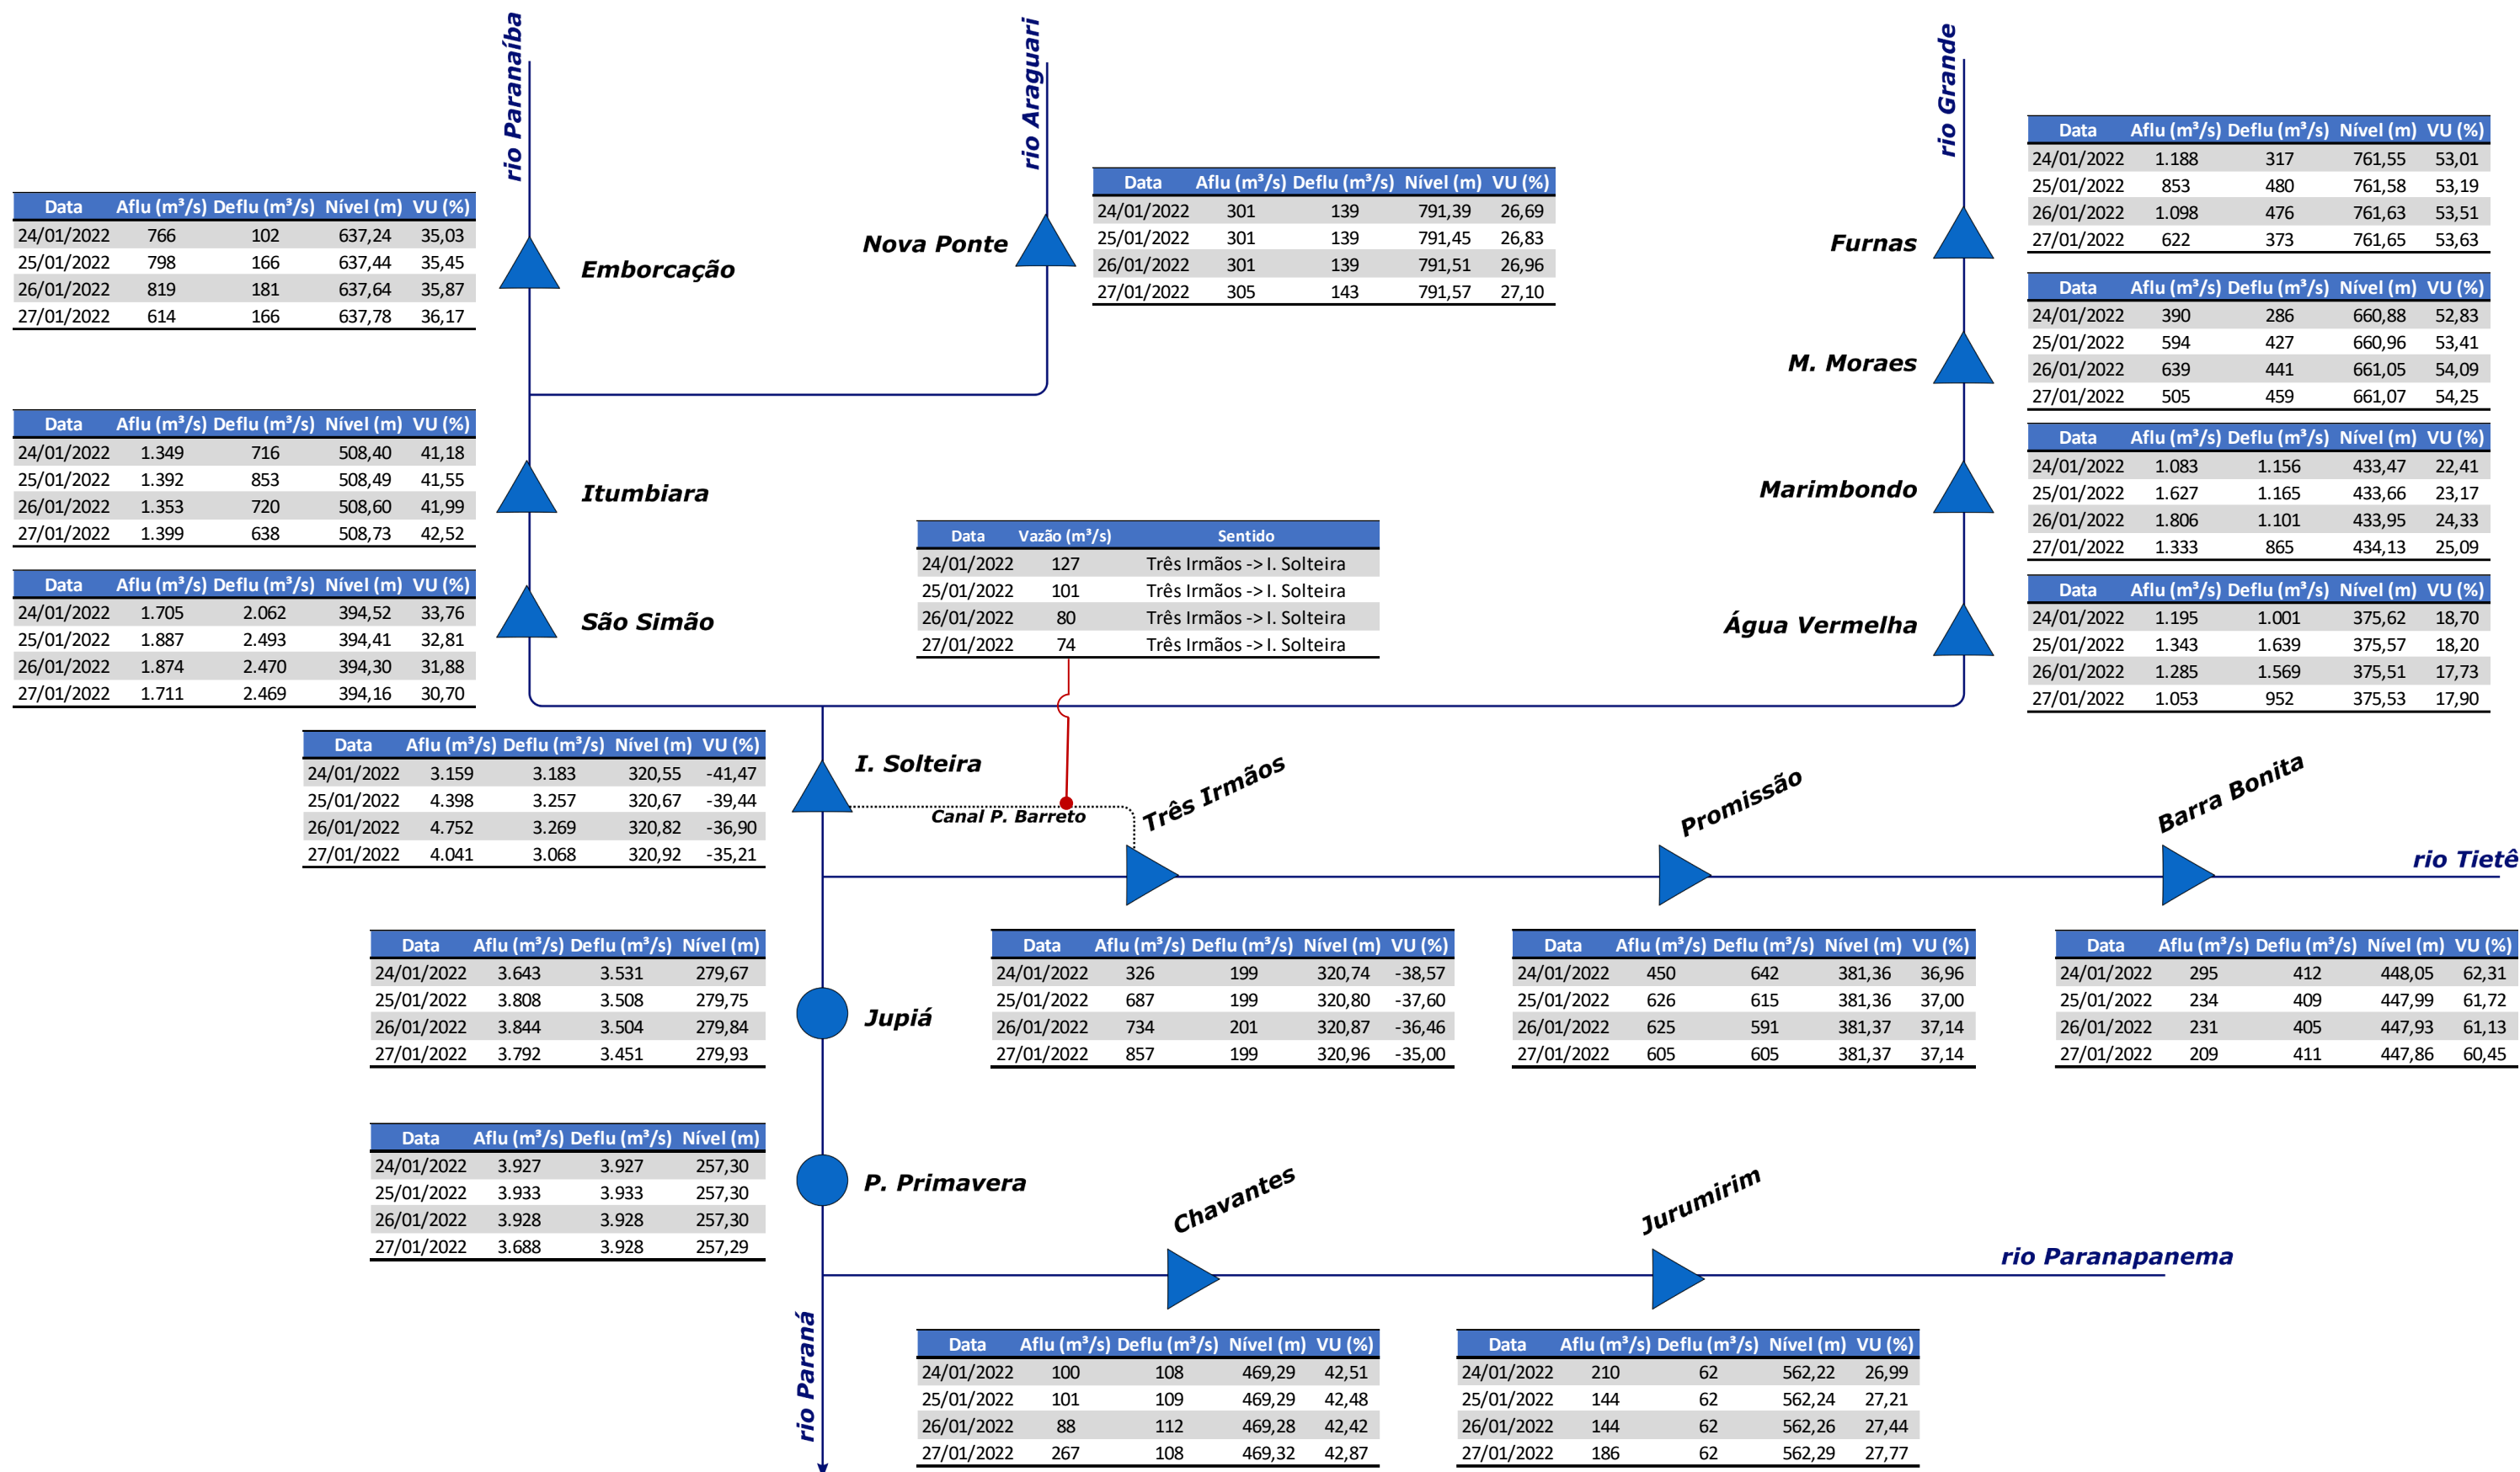 rio Paranaíba
rio Araguari
rio Grande
Data Aflu (m³/s) Deflu (m³/s) Nível (m) VU (%)
24/01/2022 1.188 317 761,55 53,01
25/01/2022 853 480 761,58 53,19
26/01/2022 1.098 476 761,63 53,51
27/01/2022 622 373 761,65 53,63
Furnas
Data Aflu (m³/s) Deflu (m³/s) Nível (m) VU (%)
24/01/2022 301 139 791,39 26,69
25/01/2022 301 139 791,45 26,83
26/01/2022 301 139 791,51 26,96
27/01/2022 305 143 791,57 27,10
Nova Ponte
Data Aflu (m³/s) Deflu (m³/s) Nível (m) VU (%)
24/01/2022 766 102 637,24 35,03
25/01/2022 798 166 637,44 35,45
26/01/2022 819 181 637,64 35,87
27/01/2022 614 166 637,78 36,17
Emborcação
Data Aflu (m³/s) Deflu (m³/s) Nível (m) VU (%)
24/01/2022 390 286 660,88 52,83
25/01/2022 594 427 660,96 53,41
26/01/2022 639 441 661,05 54,09
27/01/2022 505 459 661,07 54,25
M. Moraes
Data Aflu (m³/s) Deflu (m³/s) Nível (m) VU (%)
24/01/2022 1.349 716 508,40 41,18
25/01/2022 1.392 853 508,49 41,55
26/01/2022 1.353 720 508,60 41,99
27/01/2022 1.399 638 508,73 42,52
Itumbiara
Data Aflu (m³/s) Deflu (m³/s) Nível (m) VU (%)
24/01/2022 1.083 1.156 433,47 22,41
25/01/2022 1.627 1.165 433,66 23,17
26/01/2022 1.806 1.101 433,95 24,33
27/01/2022 1.333 865 434,13 25,09
Marimbondo
Data Vazão (m³/s) Sentido
24/01/2022 127 Três Irmãos -> I. Solteira
25/01/2022 101 Três Irmãos -> I. Solteira
26/01/2022 80 Três Irmãos -> I. Solteira
27/01/2022 74 Três Irmãos -> I. Solteira
Data Aflu (m³/s) Deflu (m³/s) Nível (m) VU (%)
24/01/2022 1.705 2.062 394,52 33,76
25/01/2022 1.887 2.493 394,41 32,81
26/01/2022 1.874 2.470 394,30 31,88
27/01/2022 1.711 2.469 394,16 30,70
São Simão
Data Aflu (m³/s) Deflu (m³/s) Nível (m) VU (%)
24/01/2022 1.195 1.001 375,62 18,70
25/01/2022 1.343 1.639 375,57 18,20
26/01/2022 1.285 1.569 375,51 17,73
27/01/2022 1.053 952 375,53 17,90
Água Vermelha
Data Aflu (m³/s) Deflu (m³/s) Nível (m) VU (%)
24/01/2022 3.159 3.183 320,55 -41,47
25/01/2022 4.398 3.257 320,67 -39,44
26/01/2022 4.752 3.269 320,82 -36,90
27/01/2022 4.041 3.068 320,92 -35,21
I. Solteira
Canal P. Barreto
Três Irmãos
Promissão
Barra Bonita
rio Tietê
Data Aflu (m³/s) Deflu (m³/s) Nível (m)
24/01/2022 3.643 3.531 279,67
25/01/2022 3.808 3.508 279,75
26/01/2022 3.844 3.504 279,84
27/01/2022 3.792 3.451 279,93
Jupiá
Data Aflu (m³/s) Deflu (m³/s) Nível (m) VU (%)
24/01/2022 326 199 320,74 -38,57
25/01/2022 687 199 320,80 -37,60
26/01/2022 734 201 320,87 -36,46
27/01/2022 857 199 320,96 -35,00
Data Aflu (m³/s) Deflu (m³/s) Nível (m) VU (%)
24/01/2022 450 642 381,36 36,96
25/01/2022 626 615 381,36 37,00
26/01/2022 625 591 381,37 37,14
27/01/2022 605 605 381,37 37,14
Data Aflu (m³/s) Deflu (m³/s) Nível (m) VU (%)
24/01/2022 295 412 448,05 62,31
25/01/2022 234 409 447,99 61,72
26/01/2022 231 405 447,93 61,13
27/01/2022 209 411 447,86 60,45
Data Aflu (m³/s) Deflu (m³/s) Nível (m)
24/01/2022 3.927 3.927 257,30
25/01/2022 3.933 3.933 257,30
26/01/2022 3.928 3.928 257,30
27/01/2022 3.688 3.928 257,29
P. Primavera
Chavantes
Jurumirim
rio Paranapanema
rio Paraná
Data Aflu (m³/s) Deflu (m³/s) Nível (m) VU (%)
24/01/2022 100 108 469,29 42,51
25/01/2022 101 109 469,29 42,48
26/01/2022 88 112 469,28 42,42
27/01/2022 267 108 469,32 42,87
Data Aflu (m³/s) Deflu (m³/s) Nível (m) VU (%)
24/01/2022 210 62 562,22 26,99
25/01/2022 144 62 562,24 27,21
26/01/2022 144 62 562,26 27,44
27/01/2022 186 62 562,29 27,77